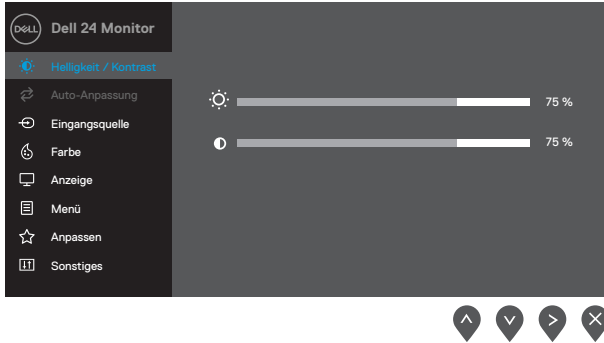 DELL Dell 24 Monitor
Helligkeit / Kontrast
Auto-Anpassung
75 %
Eingangsquelle
75 %
Farbe
Anzeige
Menü
Anpassen
Sonstiges